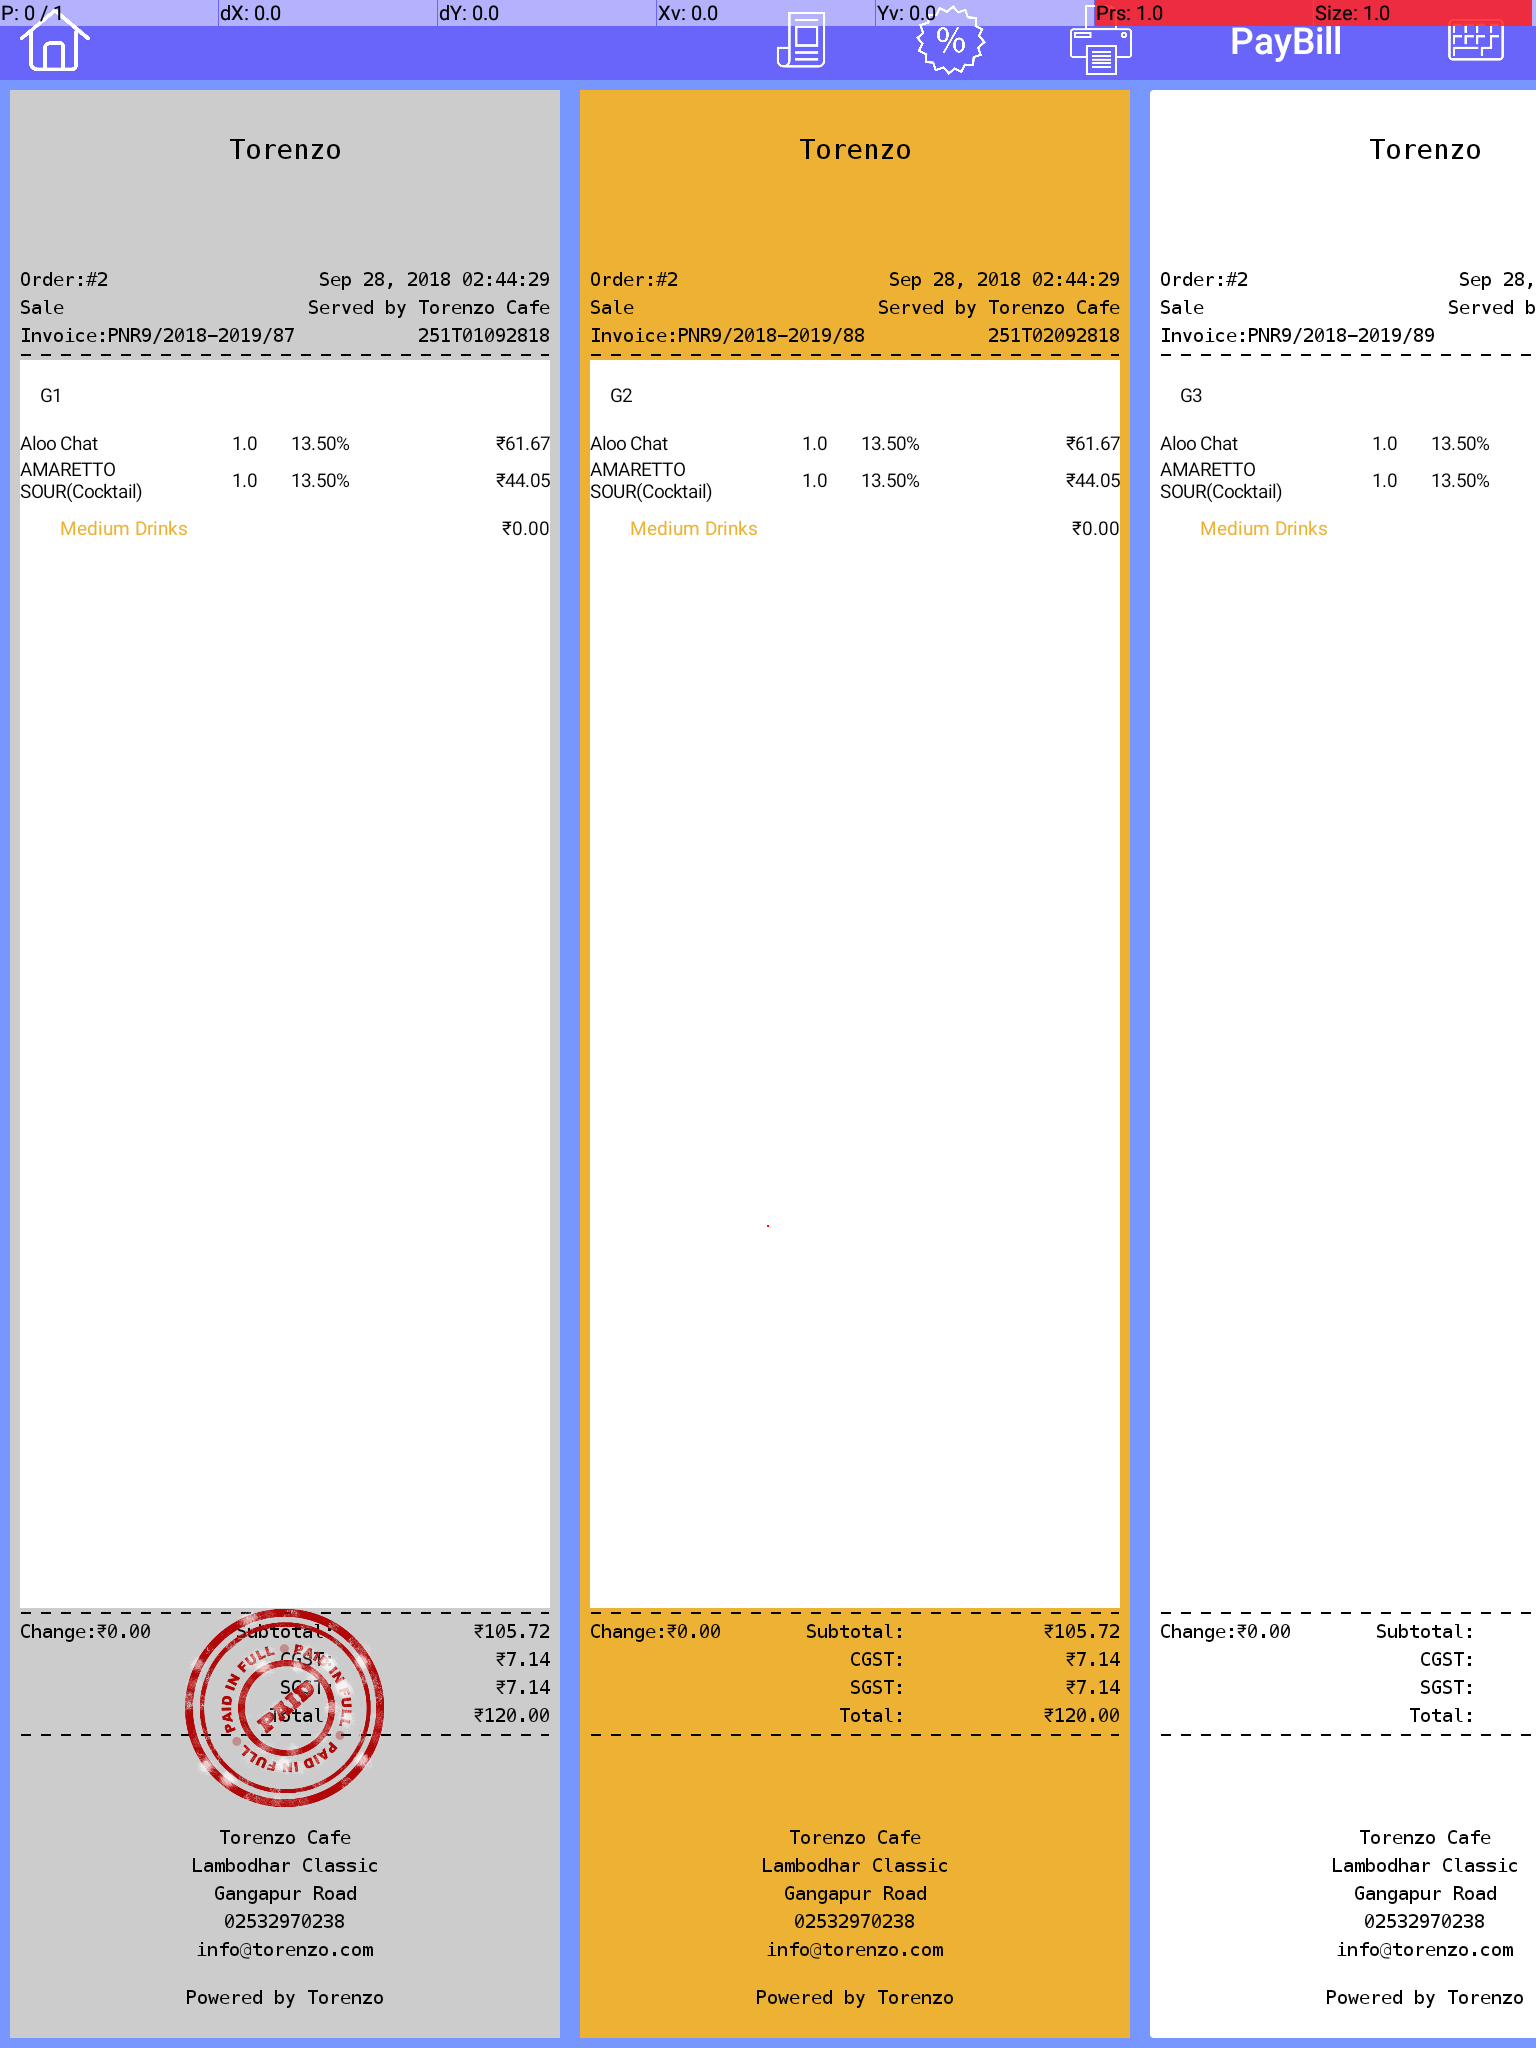 P: 0 / 1 dX: 0.0 dY: 0.0 Xv: 0.0 Yv: 0.0 Prs: 1.0 Size: 1.0
% PayBill
Torenzo
Order:#2 Sep 28, 2018 02:44:29
Sale Served by Torenzo Cafe
Invoice:PNR9/2018-2019/87 251T01092818
G1
Aloo Chat 1.0 13.50% ₹61.67
AMARETTO
SOUR(Cocktail) 1.0 13.50% ₹44.05
Medium Drinks ₹0.00
Change:₹0.00 Subtotal: ₹105.72
CGST: ₹7.14
SGST: ₹7.14
Total: ₹120.00
PAID IN FULL • PAID IN FULL • PAID IN FULL •
PAID
Torenzo Cafe
Lambodhar Classic
Gangapur Road
02532970238
info@torenzo.com
Powered by Torenzo
Torenzo
Order:#2 Sep 28, 2018 02:44:29
Sale Served by Torenzo Cafe
Invoice:PNR9/2018-2019/88 251T02092818
G2
Aloo Chat 1.0 13.50% ₹61.67
AMARETTO
SOUR(Cocktail) 1.0 13.50% ₹44.05
Medium Drinks ₹0.00
Change:₹0.00 Subtotal: ₹105.72
CGST: ₹7.14
SGST: ₹7.14
Total: ₹120.00
Torenzo Cafe
Lambodhar Classic
Gangapur Road
02532970238
info@torenzo.com
Powered by Torenzo
Torenzo
Order:#2 Sep 28,
Sale Served b
Invoice:PNR9/2018-2019/89
G3
Aloo Chat 1.0 13.50%
AMARETTO
SOUR(Cocktail) 1.0 13.50%
Medium Drinks
Change:₹0.00 Subtotal:
CGST:
SGST:
Total:
Torenzo Cafe
Lambodhar Classic
Gangapur Road
02532970238
info@torenzo.com
Powered by Torenzo